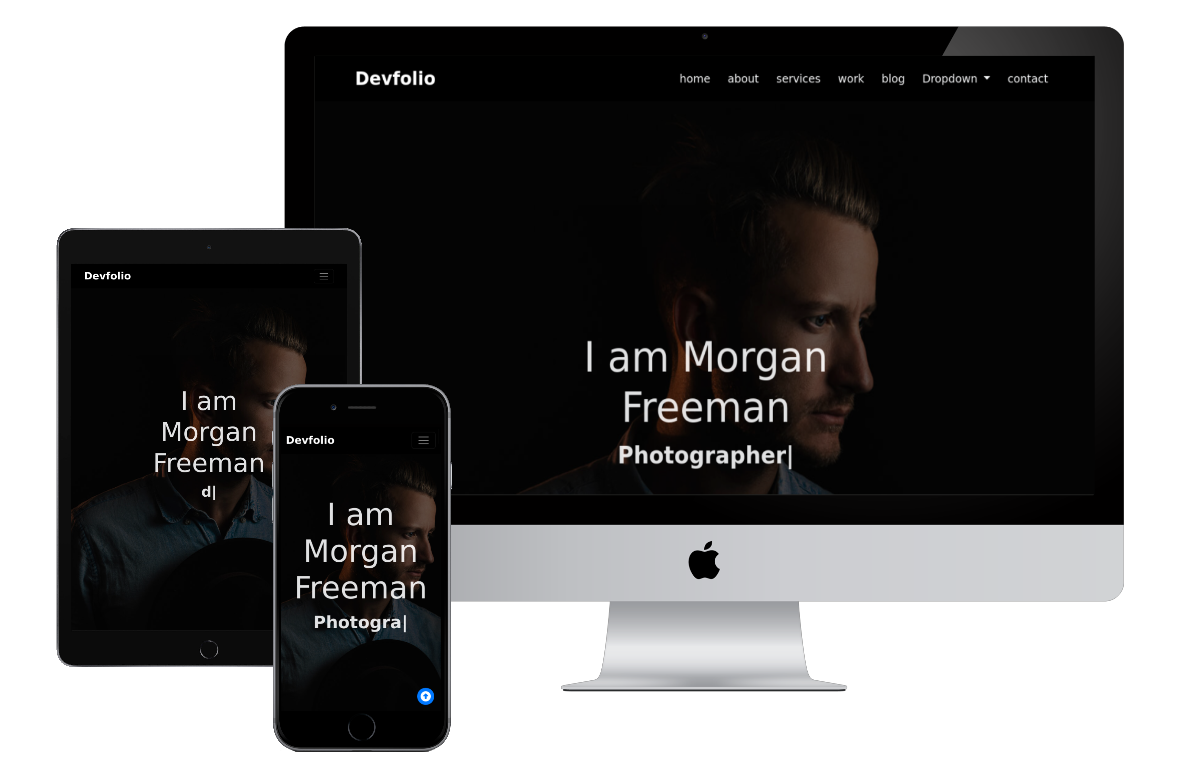 Devfolio
home about services work blog Dropdown contact
I am Morgan
Freeman
Photographer|
Devfolio
I am
Morgan
Freeman
d|
Devfolio
I am
Morgan
Freeman
Photogra|